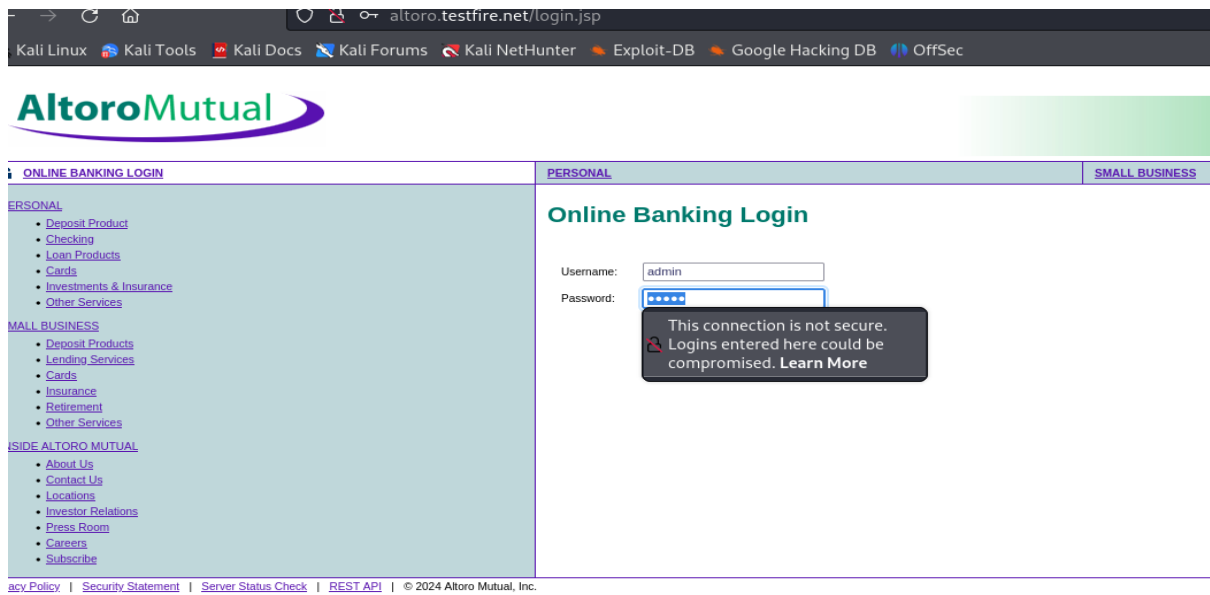 altoro.testfire.net/login.jsp
Kali Linux Kali Tools Kali Docs Kali Forums Kali NetHunter Exploit-DB Google Hacking DB OffSec
AltoroMutual
ONLINE BANKING LOGIN PERSONAL SMALL BUSINESS
ERSONAL
• Deposit Product
• Checking
• Loan Products
• Cards
• Investments & Insurance
• Other Services
MALL BUSINESS
• Deposit Products
• Lending Services
• Cards
• Insurance
• Retirement
• Other Services
NSIDE ALTORO MUTUAL
• About Us
• Contact Us
• Locations
• Investor Relations
• Press Room
• Careers
• Subscribe
Online Banking Login
Username: admin
Password: •••••
This connection is not secure.
Logins entered here could be
compromised. Learn More
acy Policy | Security Statement | Server Status Check | REST API | © 2024 Altoro Mutual, Inc.